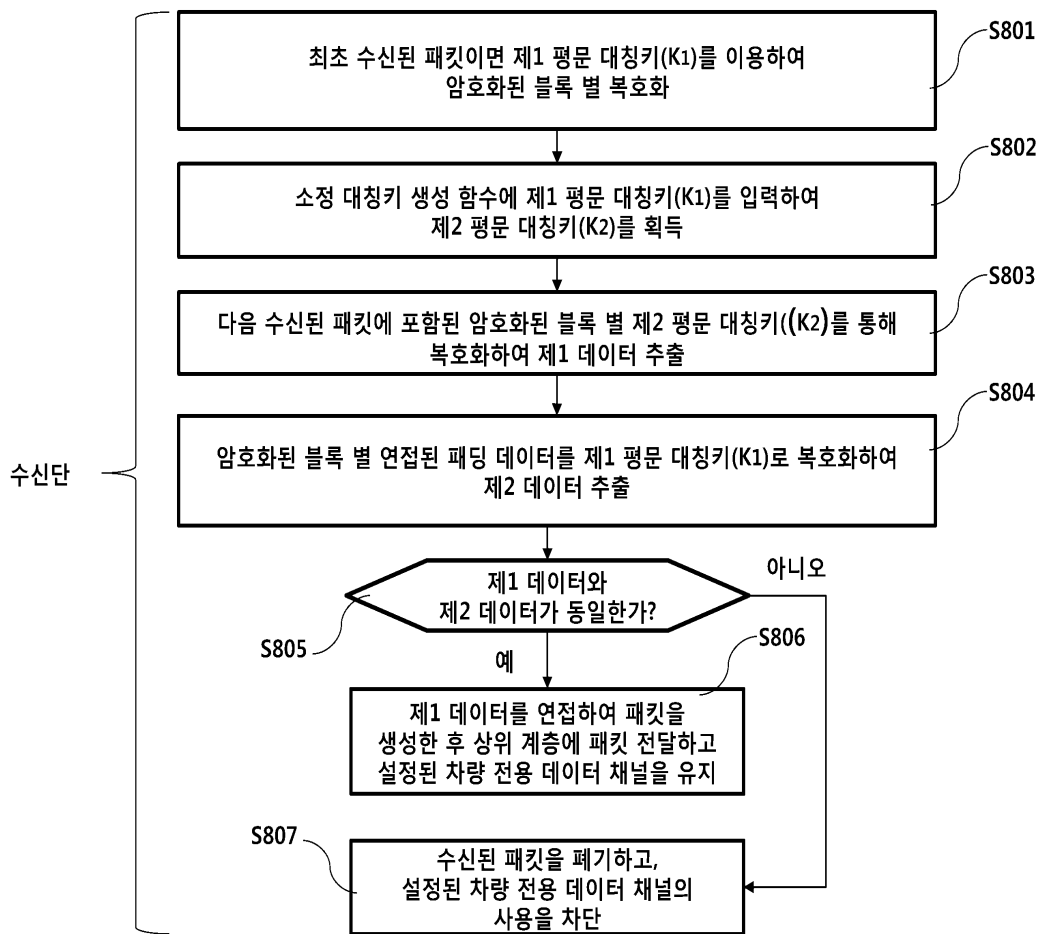 S801
최초 수신된 패킷이면 제1 평문 대칭키(K1)를 이용하여
암호화된 블록 별 복호화
S802
소정 대칭키 생성 함수에 제1 평문 대칭키(K1)를 입력하여
제2 평문 대칭키(K2)를 획득
S803
다음 수신된 패킷에 포함된 암호화된 블록 별 제2 평문 대칭키((K2)를 통해
복호화하여 제1 데이터 추출
S804
암호화된 블록 별 연접된 패딩 데이터를 제1 평문 대칭키(K1)로 복호화하여
제2 데이터 추출
수신단
제1 데이터와
제2 데이터가 동일한가?
아니오
S805
예
S806
제1 데이터를 연접하여 패킷을
생성한 후 상위 계층에 패킷 전달하고
설정된 차량 전용 데이터 채널을 유지
S807
수신된 패킷을 폐기하고,
설정된 차량 전용 데이터 채널의
사용을 차단